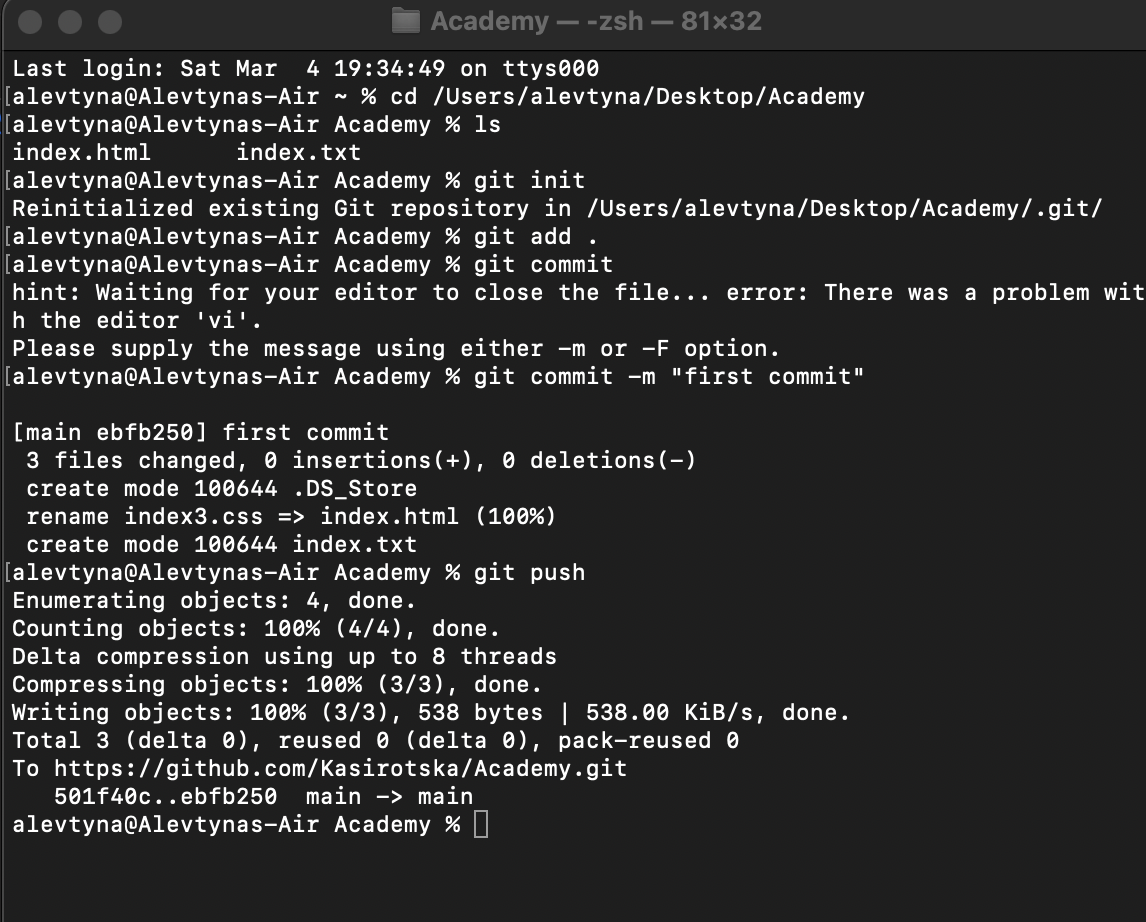 Academy — -zsh — 81×32
Last login: Sat Mar  4 19:34:49 on ttys000
[alevtyna@Alevtynas-Air ~ % cd /Users/alevtyna/Desktop/Academy
[alevtyna@Alevtynas-Air Academy % ls
index.html      index.txt
[alevtyna@Alevtynas-Air Academy % git init
Reinitialized existing Git repository in /Users/alevtyna/Desktop/Academy/.git/
[alevtyna@Alevtynas-Air Academy % git add .
[alevtyna@Alevtynas-Air Academy % git commit
hint: Waiting for your editor to close the file... error: There was a problem wit
h the editor 'vi'.
Please supply the message using either -m or -F option.
[alevtyna@Alevtynas-Air Academy % git commit -m "first commit"
[main ebfb250] first commit
 3 files changed, 0 insertions(+), 0 deletions(-)
 create mode 100644 .DS_Store
 rename index3.css => index.html (100%)
 create mode 100644 index.txt
[alevtyna@Alevtynas-Air Academy % git push
Enumerating objects: 4, done.
Counting objects: 100% (4/4), done.
Delta compression using up to 8 threads
Compressing objects: 100% (3/3), done.
Writing objects: 100% (3/3), 538 bytes | 538.00 KiB/s, done.
Total 3 (delta 0), reused 0 (delta 0), pack-reused 0
To https://github.com/Kasirotska/Academy.git
   501f40c..ebfb250  main -> main
alevtyna@Alevtynas-Air Academy %